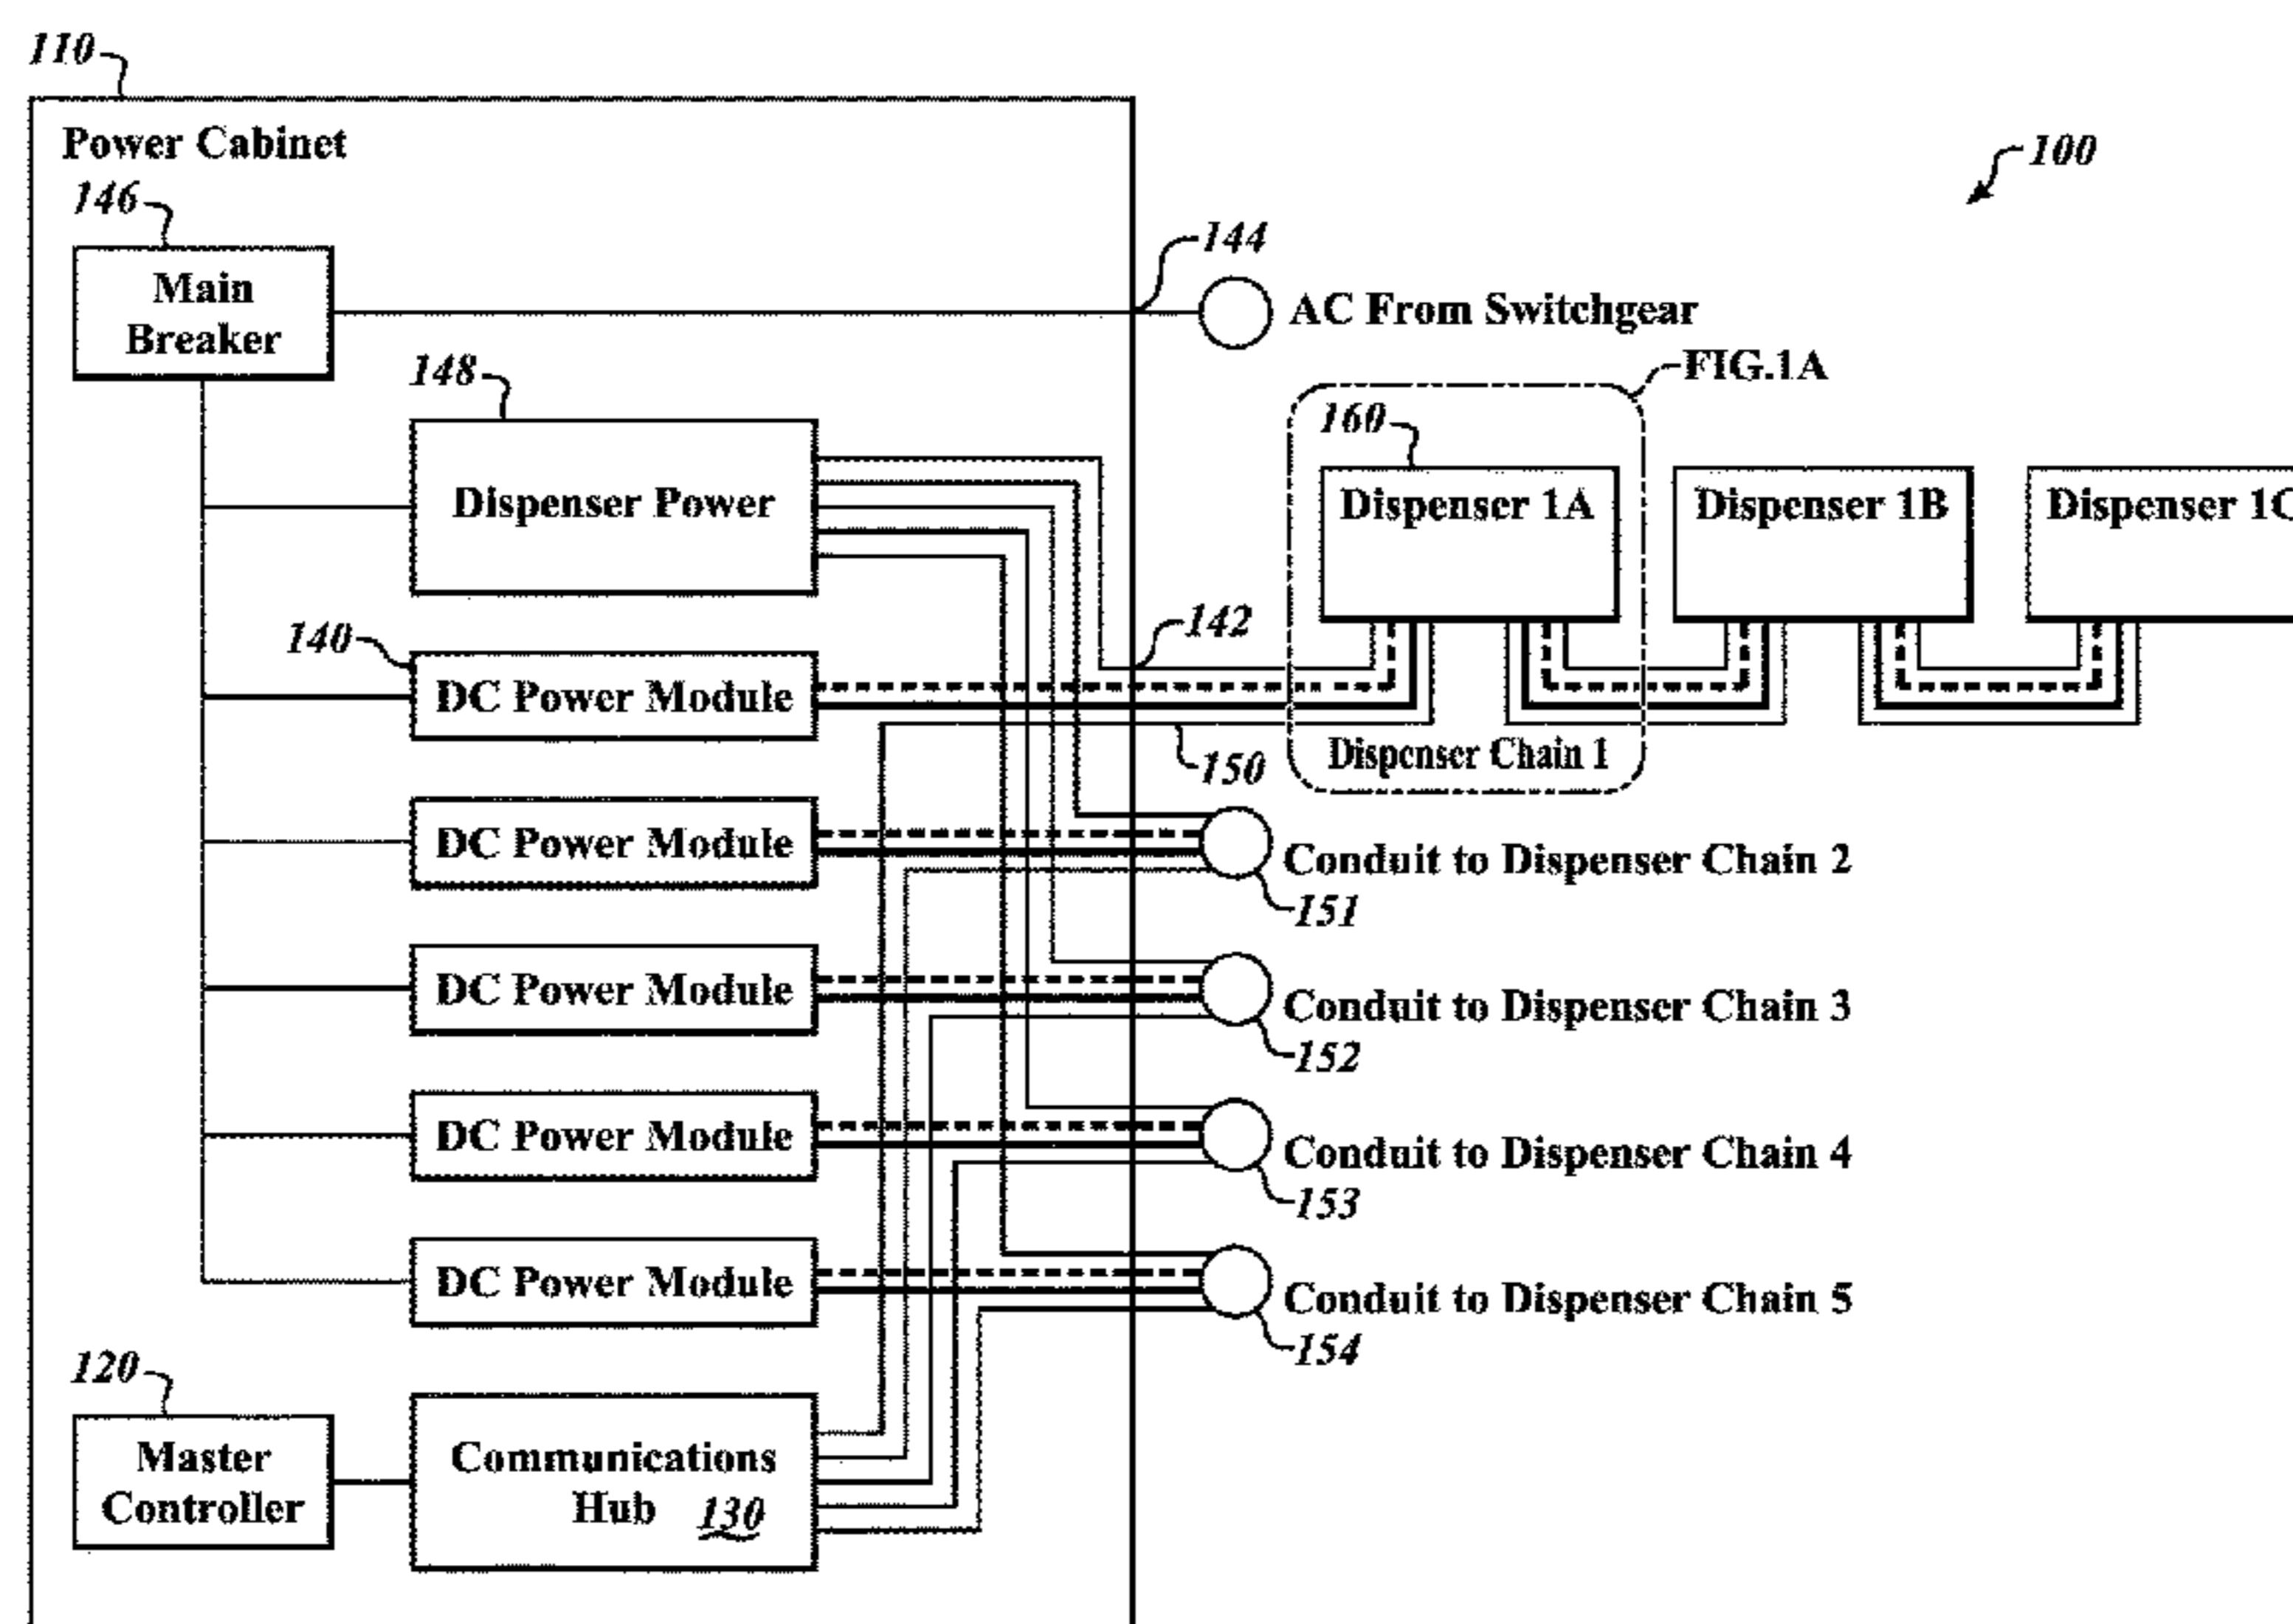 110
Power Cabinet
100
146
144
Main
Breaker
AC From Switchgear
148
FIG.1A
160
Dispenser Power
Dispenser 1A
Dispenser 1B
Dispenser 1C
140
142
DC Power Module
150
Dispenser Chain 1
DC Power Module
Conduit to Dispenser Chain 2
151
DC Power Module
Conduit to Dispenser Chain 3
152
DC Power Module
Conduit to Dispenser Chain 4
153
DC Power Module
Conduit to Dispenser Chain 5
154
120
Master
Controller
Communications
Hub 130